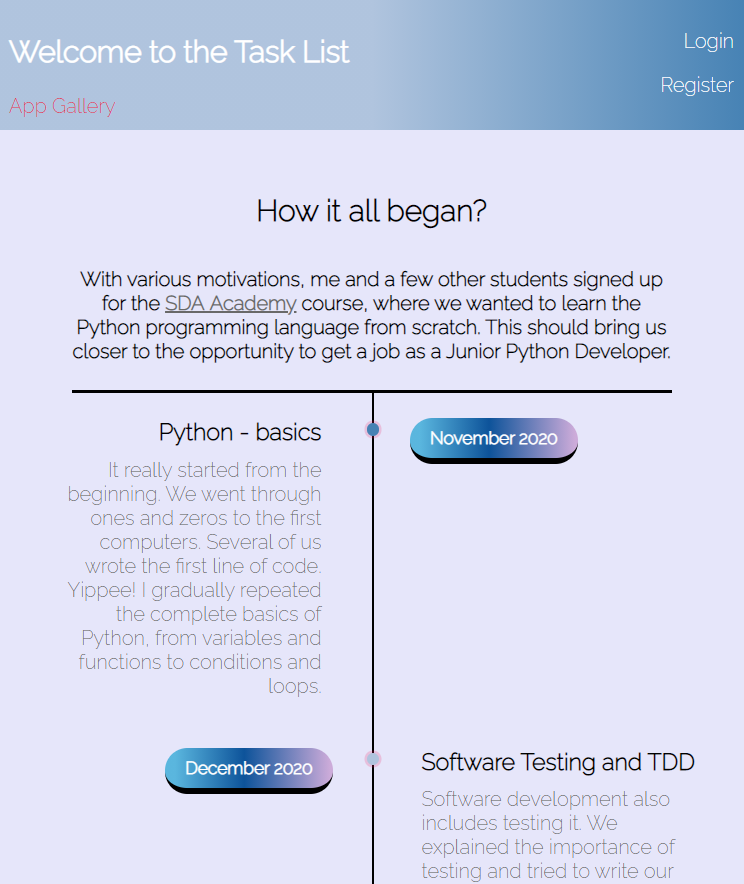 Welcome to the Task List
App Gallery
Login
Register
How it all began?
With various motivations, me and a few other students signed up
for the SDA Academy course, where we wanted to learn the
Python programming language from scratch. This should bring us
closer to the opportunity to get a job as a Junior Python Developer.
Python - basics
It really started from the
beginning. We went through
ones and zeros to the first
computers. Several of us
wrote the first line of code.
Yippee! I gradually repeated
the complete basics of
Python, from variables and
functions to conditions and
loops.
November 2020
December 2020
Software Testing and TDD
Software development also
includes testing it. We
explained the importance of
testing and tried to write our